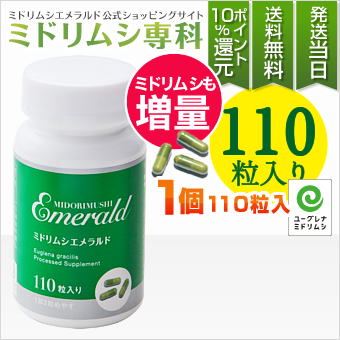 ミドリムシエメラルド公式ショッピングサイト
ミドリムシ専科
ポイント
10%還元
送料無料
発送当日
ミドリムシも
増量
110
粒入り
1個110粒入
ユーグレナ
ミドリムシ
MIDORIMUSHI
Emerald
ミドリムシエメラルド
Euglena gracilis
Processed Supplement
110粒入り